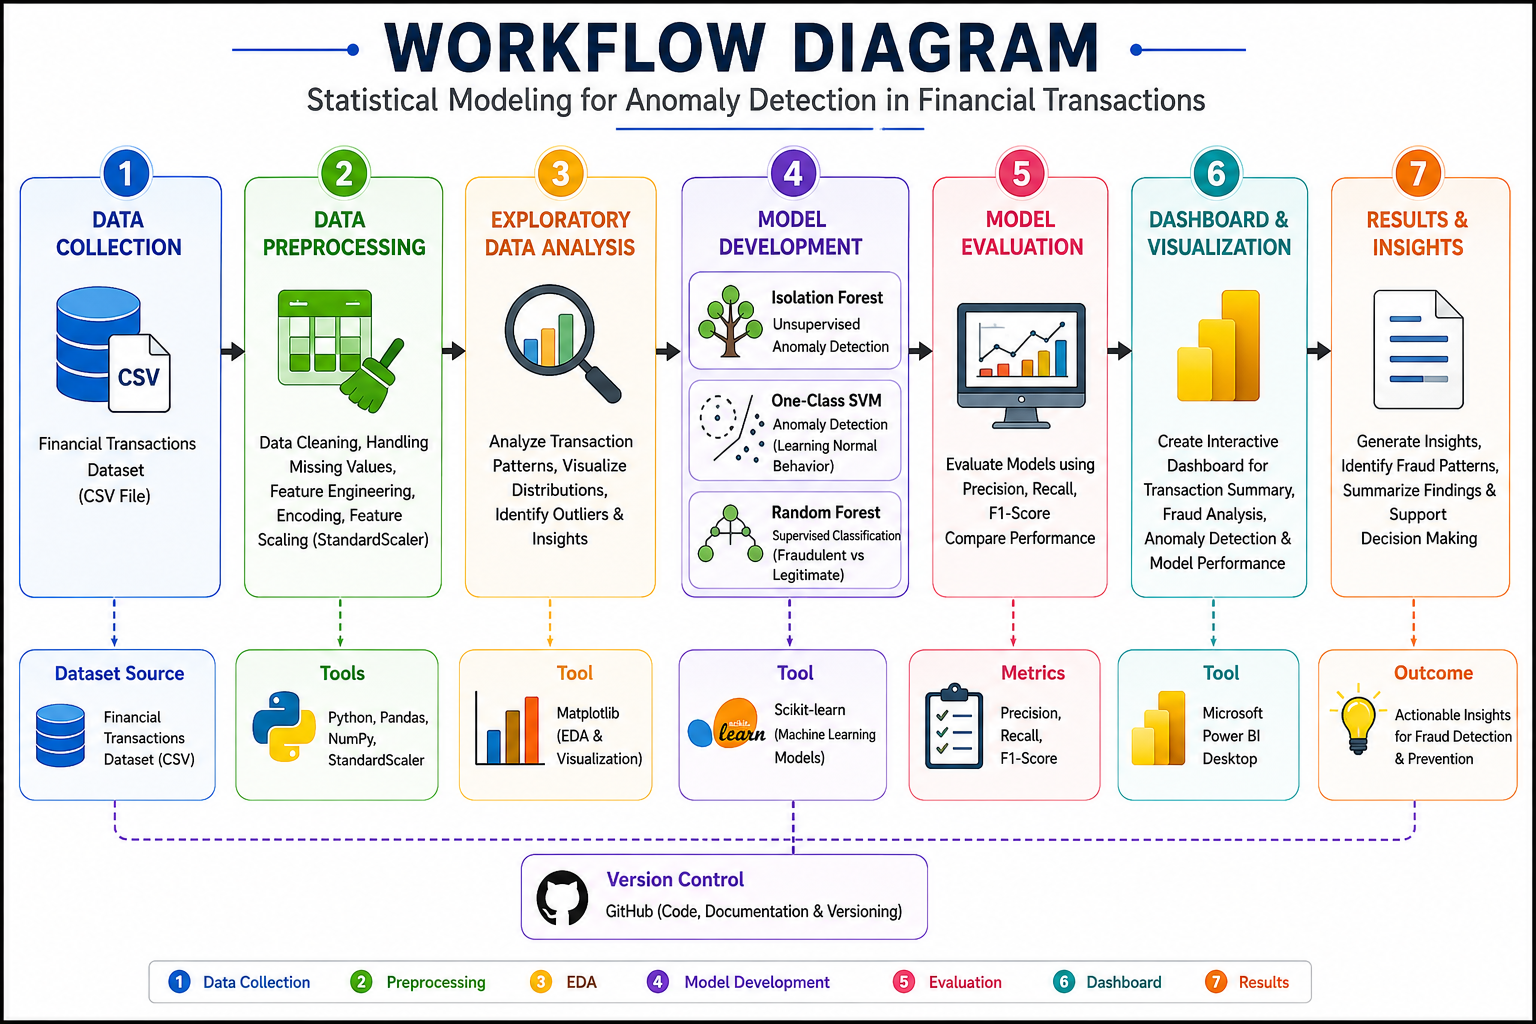 WORKFLOW DIAGRAM
Statistical Modeling for Anomaly Detection in Financial Transactions
1
DATA
COLLECTION
CSV
Financial Transactions
Dataset
(CSV File)
2
DATA
PREPROCESSING
Data Cleaning, Handling
Missing Values,
Feature Engineering,
Encoding, Feature
Scaling (StandardScaler)
3
EXPLORATORY
DATA ANALYSIS
Analyze Transaction
Patterns, Visualize
Distributions,
Identify Outliers &
Insights
4
MODEL
DEVELOPMENT
Isolation Forest
Unsupervised
Anomaly Detection
One-Class SVM
Anomaly Detection
(Learning Normal
Behavior)
Random Forest
Supervised Classification
(Fraudulent vs
Legitimate)
5
MODEL
EVALUATION
Evaluate Models using
Precision, Recall,
F1-Score
Compare Performance
6
DASHBOARD &
VISUALIZATION
Create Interactive
Dashboard for
Transaction Summary,
Fraud Analysis,
Anomaly Detection &
Model Performance
7
RESULTS &
INSIGHTS
Generate Insights,
Identify Fraud Patterns,
Summarize Findings &
Support
Decision Making
Dataset Source
Financial
Transactions
Dataset (CSV)
Tools
Python, Pandas,
NumPy,
StandardScaler
Tool
Matplotlib
(EDA &
Visualization)
Tool
scikit
learn
Scikit-learn
(Machine Learning
Models)
Metrics
Precision,
Recall,
F1-Score
Tool
Microsoft
Power BI
Desktop
Outcome
Actionable Insights
for Fraud Detection
& Prevention
Version Control
GitHub (Code, Documentation & Versioning)
1 Data Collection
2 Preprocessing
3 EDA
4 Model Development
5 Evaluation
6 Dashboard
7 Results